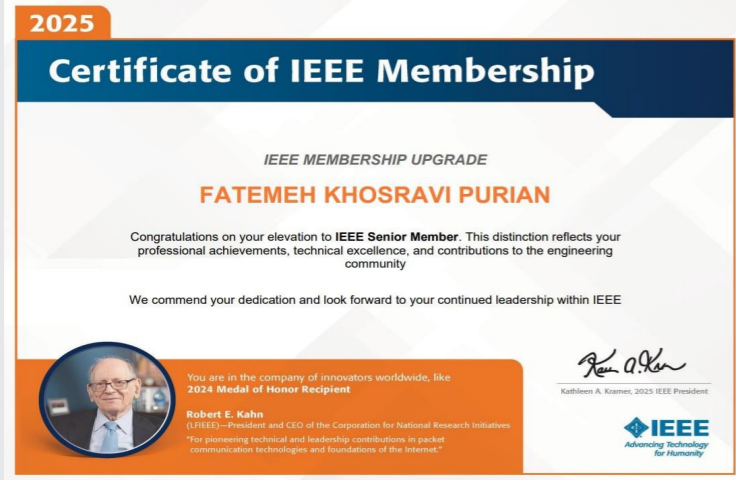 2025
Certificate of IEEE Membership
IEEE MEMBERSHIP UPGRADE
FATEMEH KHOSRAVI PURIAN
Congratulations on your elevation to IEEE Senior Member. This distinction reflects your
professional achievements, technical excellence, and contributions to the engineering
community
We commend your dedication and look forward to your continued leadership within IEEE
You are in the company of innovators worldwide, like
2024 Medal of Honor Recipient
Robert E. Kahn
(LFIEEE)—President and CEO of the Corporation for National Research Initiatives
"For pioneering technical and leadership contributions in packet
communication technologies and foundations of the Internet."
Kathleen A. Kramer, 2025 IEEE President
IEEE
Advancing Technology
for Humanity